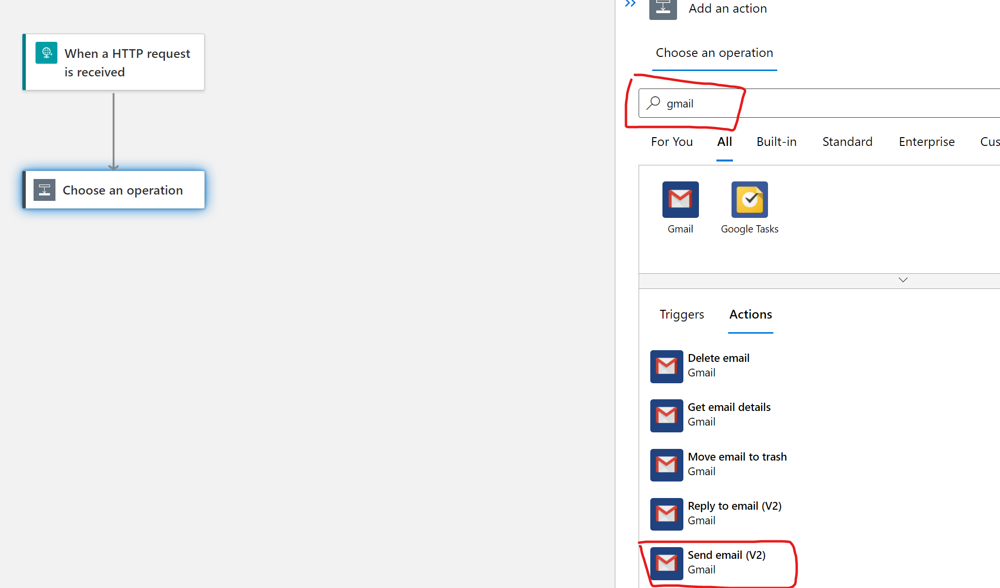 When a HTTP request
is received
Choose an operation
Add an action
Choose an operation
gmail
For You All Built-in Standard Enterprise Cus
Gmail Google Tasks
Triggers Actions
Delete email
Gmail
Get email details
Gmail
Move email to trash
Gmail
Reply to email (V2)
Gmail
Send email (V2)
Gmail